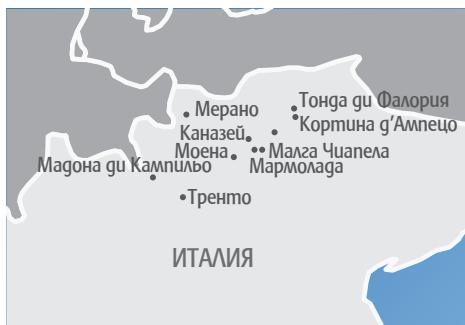 Тонда ди Фалория
Мерано
Кортина д’Ампецо
Каназей
Моена
Малга Чиапела
Мадона ди Кампильо
Мармолада
Тренто
ИТАЛИЯ